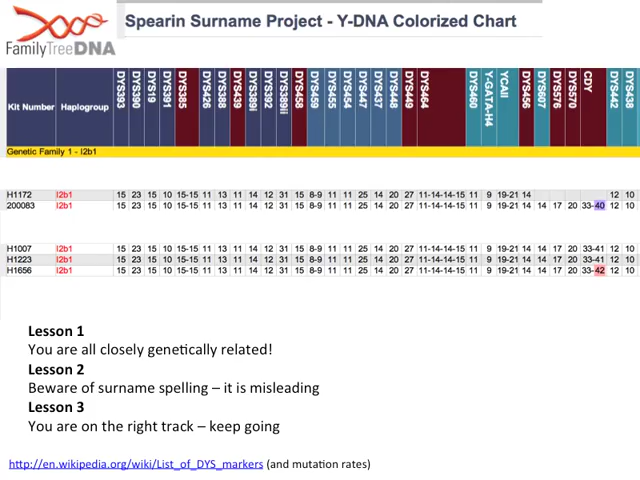 Spearin Surname Project - Y-DNA Colorized Chart
FamilyTreeDNA
Kit Number Haplogroup DYS393 DYS390 DYS19 DYS391 DYS385 DYS426 DYS388 DYS439 DYS389i DYS392 DYS389ii DYS458 DYS459 DYS455 DYS454 DYS447 DYS437 DYS448 DYS449 DYS464 DYS460 Y-GATA-H4 YCAII DYS456 DYS607 DYS576 DYS570 CDY DYS442 DYS438
Genetic Family 1 - I2b1
H1172 I2b1 15 23 15 10 15-15 11 13 11 14 12 31 15 8-9 11 11 25 14 20 27 11-14-14-15 11 9 19-21 14 12 10
200083 I2b1 15 23 15 10 15-15 11 13 11 14 12 31 15 8-9 11 11 25 14 20 27 11-14-14-15 11 9 19-21 14 14 17 20 33-40 12 10
H1007 I2b1 15 23 15 10 15-15 11 13 11 14 12 31 15 8-9 11 11 25 14 20 27 11-14-14-15 11 9 19-21 14 14 17 20 33-41 12 10
H1223 I2b1 15 23 15 10 15-15 11 13 11 14 12 31 15 8-9 11 11 25 14 20 27 11-14-14-15 11 9 19-21 14 14 17 20 33-41 12 10
H1656 I2b1 15 23 15 10 15-15 11 13 11 14 12 31 15 8-9 11 11 25 14 20 27 11-14-14-15 11 9 19-21 14 14 17 20 33-42 12 10
Lesson 1
You are all closely genetically related!
Lesson 2
Beware of surname spelling – it is misleading
Lesson 3
You are on the right track – keep going
http://en.wikipedia.org/wiki/List_of_DYS_markers (and mutation rates)